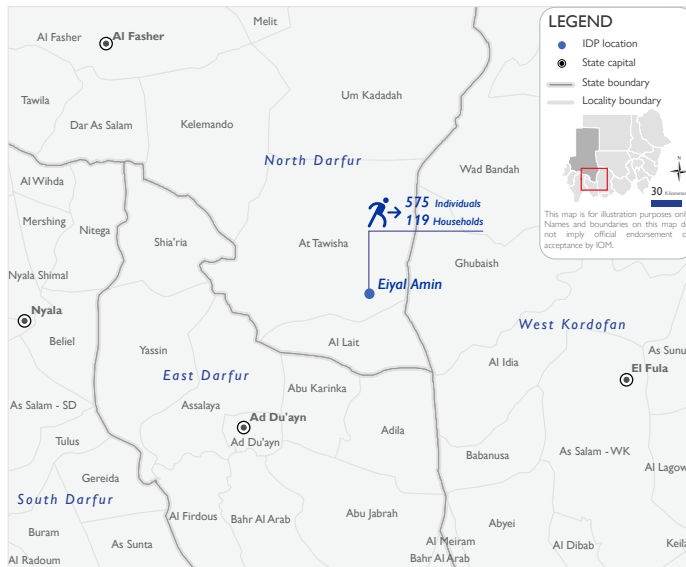 Melit
Al Fasher
Al Fasher
Tawila
Um Kadadah
Dar As Salam
Kelemando
North Darfur
Wad Bandah
Al Wihda
Mershing
Nitega
Shia'ria
575 Individuals
119 Households
At Tawisha
Ghubaish
Nyala Shimal
Eiyal Amin
Nyala
West Kordofan
Beliel
Yassin
Al Lait
Al Idia
As Sunu
East Darfur
El Fula
Abu Karinka
As Salam - SD
Assalaya
Ad Du'ayn
Ad Du'ayn
Adila
Tulus
Babanusa
As Salam - WK
Al Lagow
Gereida
South Darfur
Al Firdous
Bahr Al Arab
Abu Jabrah
Abyei
Buram
As Sunta
Al Meiram
Al Dibab
Keila
Al Radoum
Bahr Al Arab
LEGEND
IDP location
State capital
State boundary
Locality boundary
N
30 Kilometers
This map is for illustration purposes only
Names and boundaries on this map d
not imply official endorsement o
acceptance by IOM.